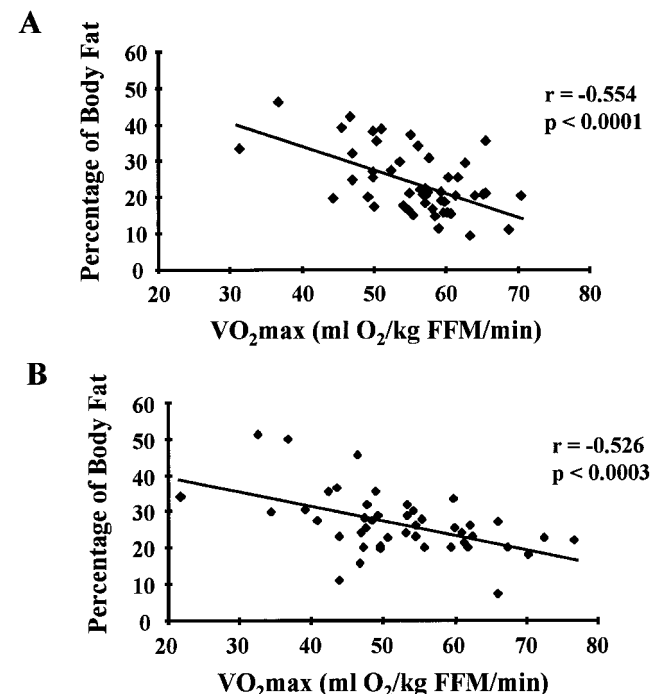 A
Percentage of Body Fat
60
50
40
30
20
10
0
r = -0.554
p < 0.0001
20 30 40 50 60 70 80
VO₂max (ml O₂/kg FFM/min)
B
Percentage of Body Fat
60
50
40
30
20
10
0
r = -0.526
p < 0.0003
20 30 40 50 60 70 80
VO₂max (ml O₂/kg FFM/min)